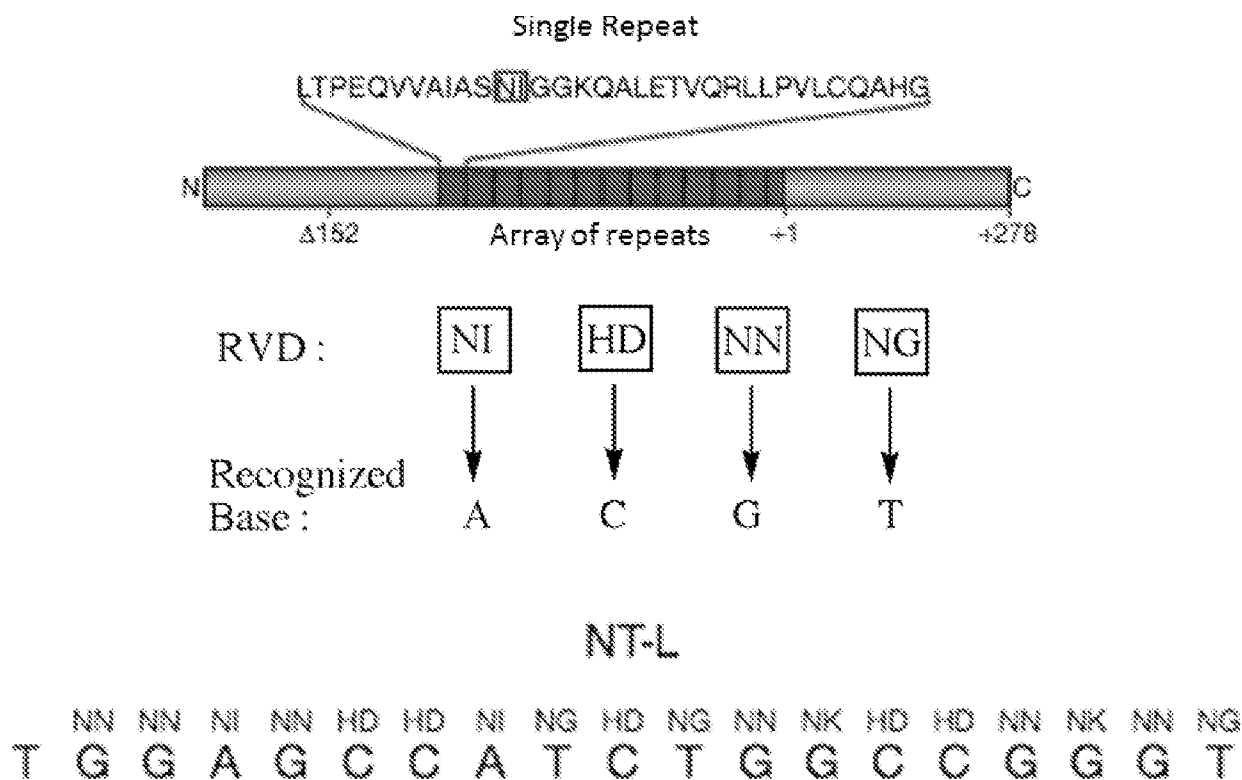 Single Repeat
LTPEQVVAIASNIGGKQALETVQRLLPVLCQAHG
N C
Δ152 Array of repeats +1 +278
RVD : NI HD NN NG
Recognized
Base : A C G T
NT-L
NN NN NI NN HD HD NI NG HD NG NN NK HD HD NN NK NN NG
T G G A G C C A T C T G G C C G G G T